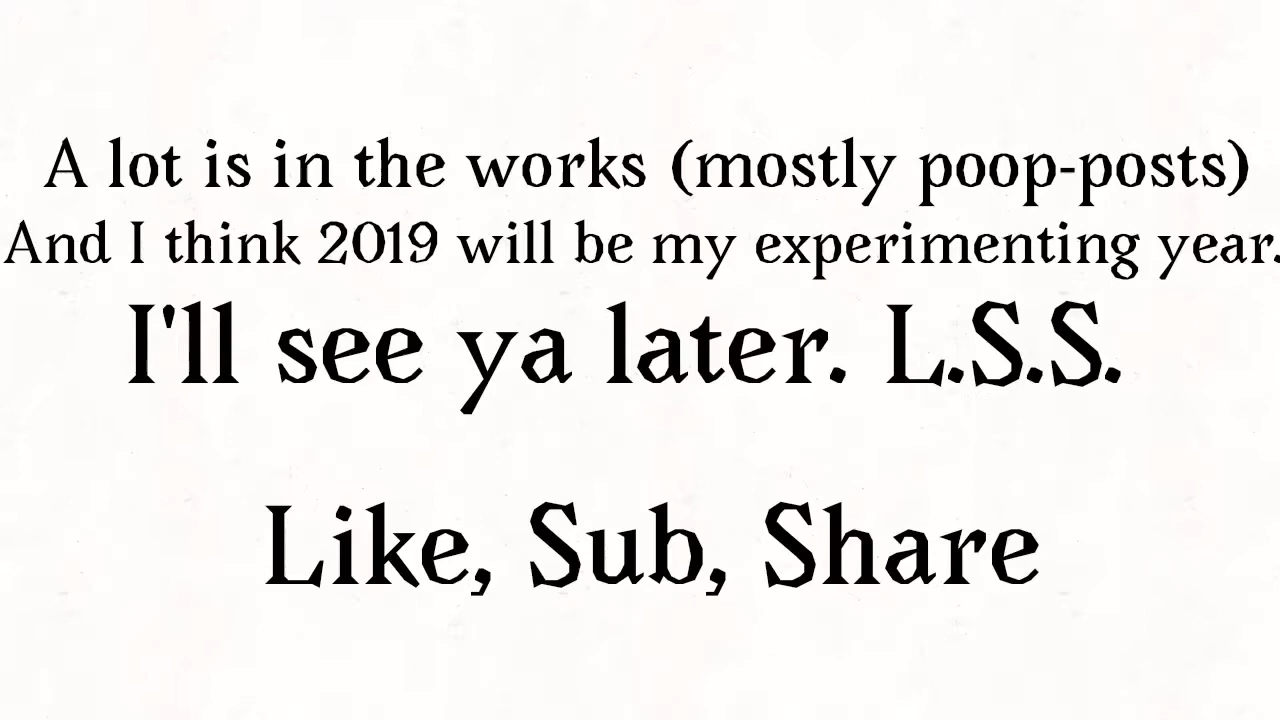 A lot is in the works (mostly poop-posts)
And I think 2019 will be my experimenting year.
I'll see ya later. L.S.S.
Like, Sub, Share